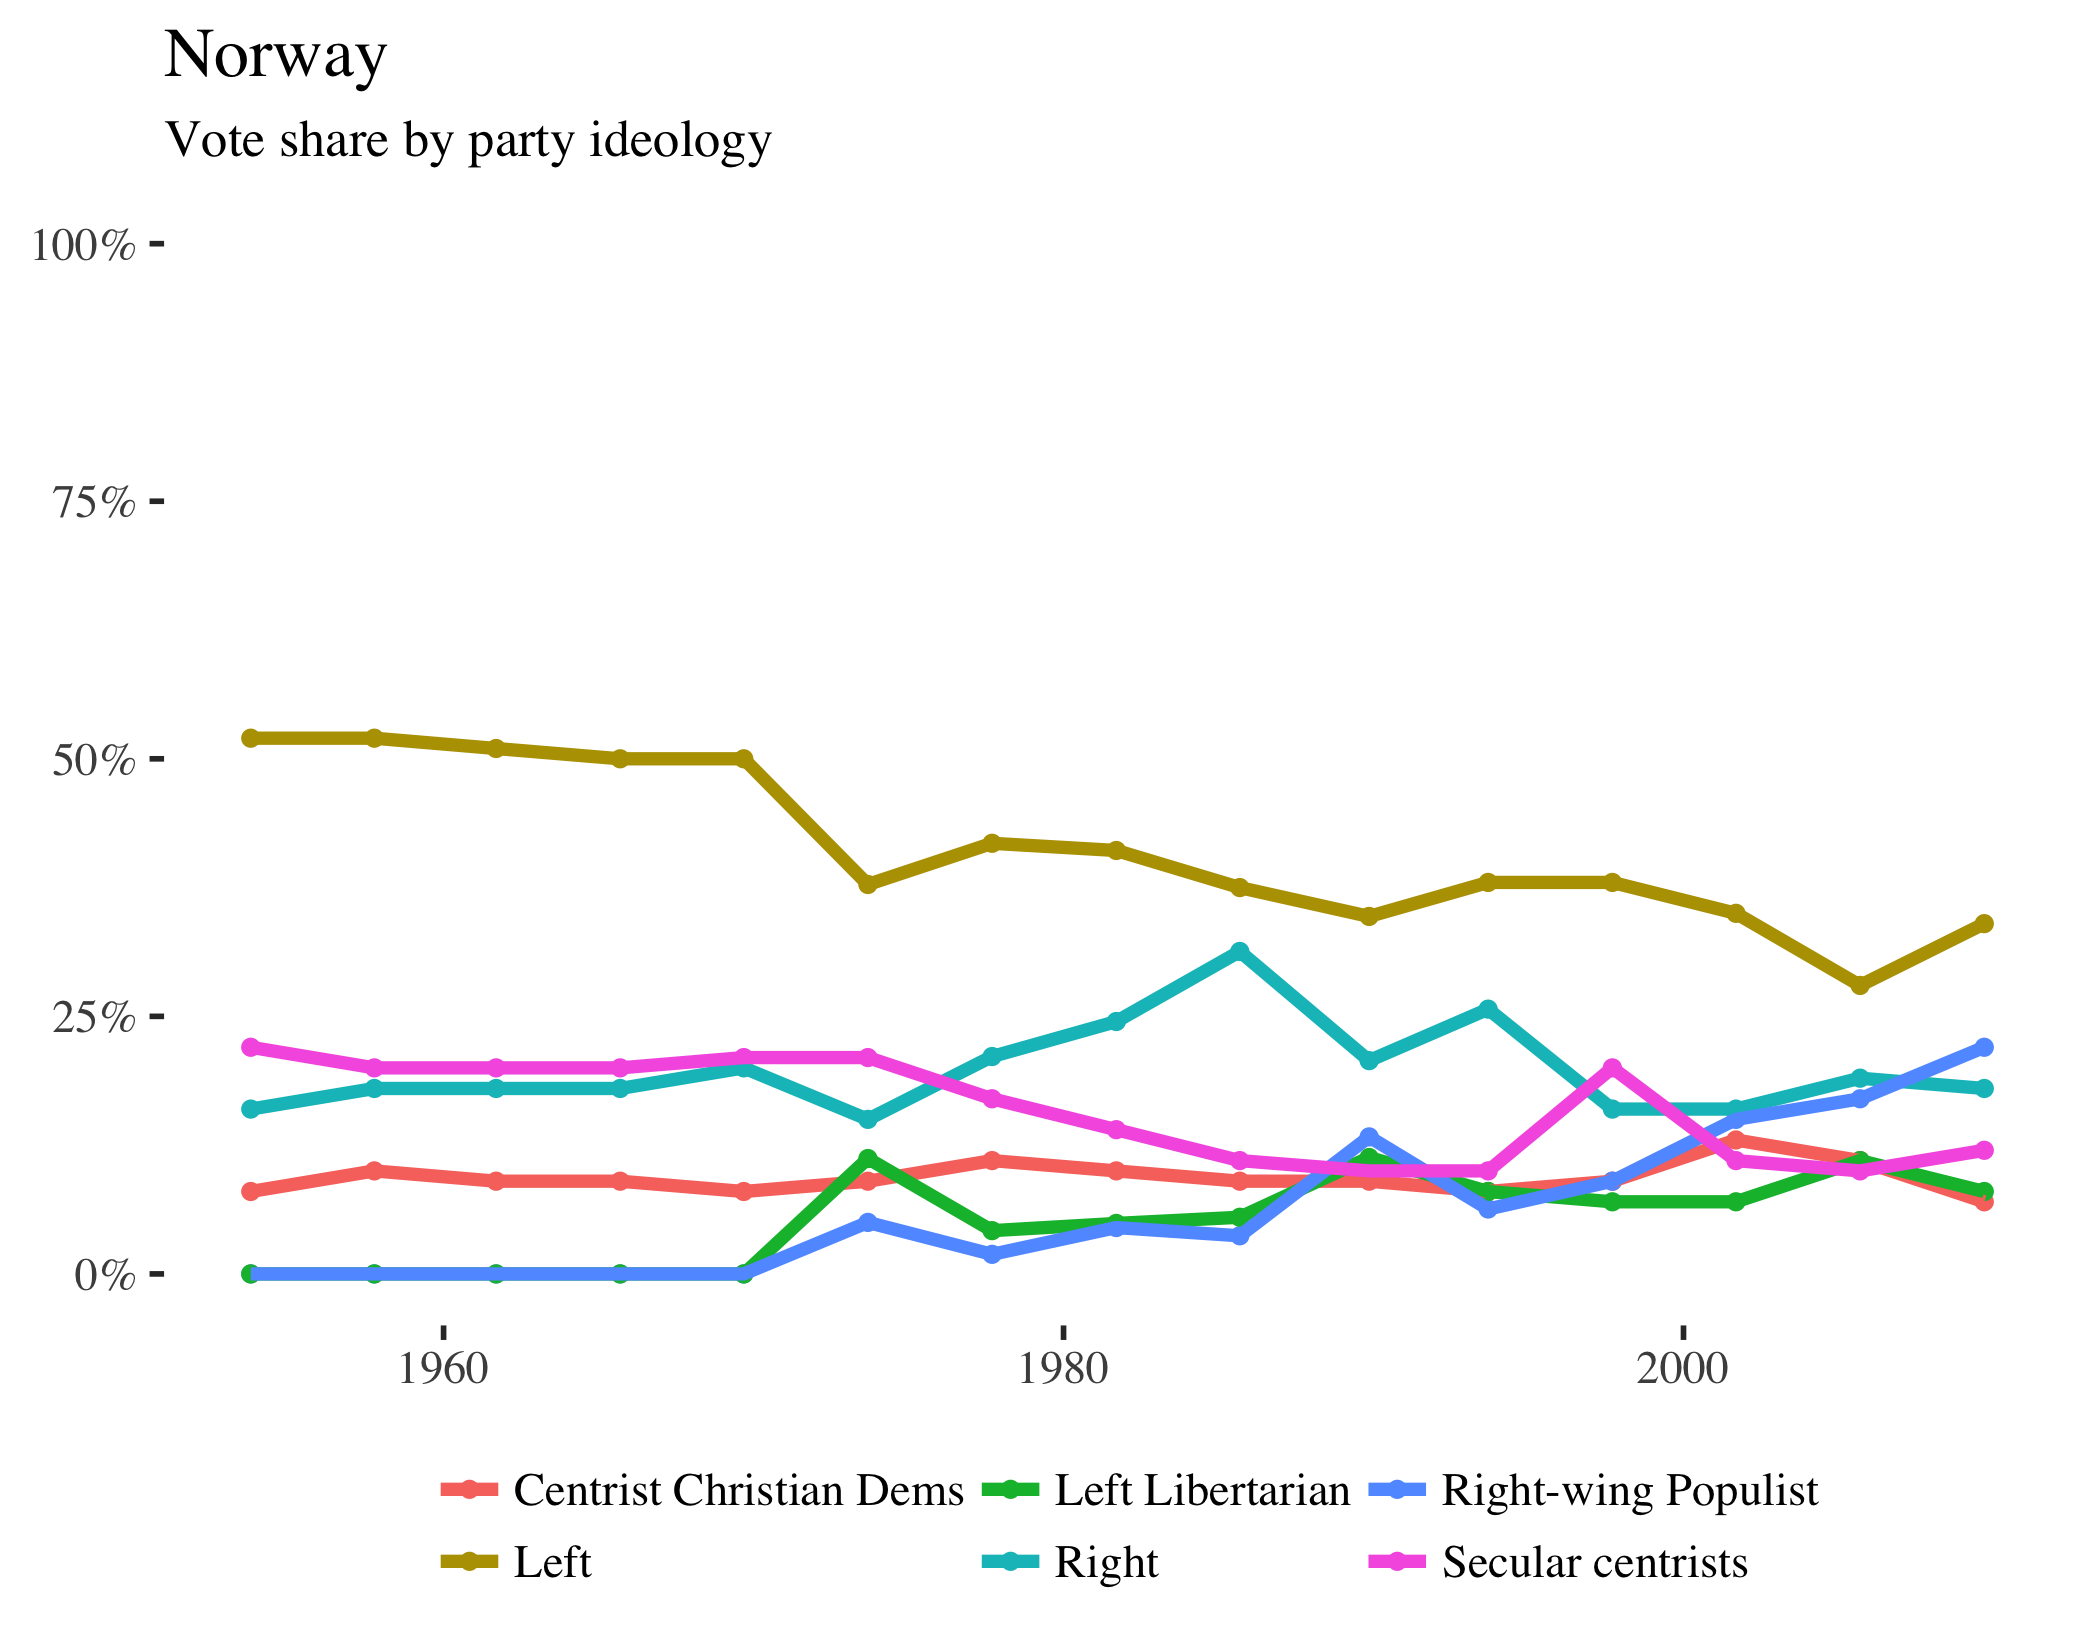 Norway
Vote share by party ideology
100%
75%
50%
25%
0%
1960 1980 2000
Centrist Christian Dems Left Libertarian Right-wing Populist
Left Right Secular centrists